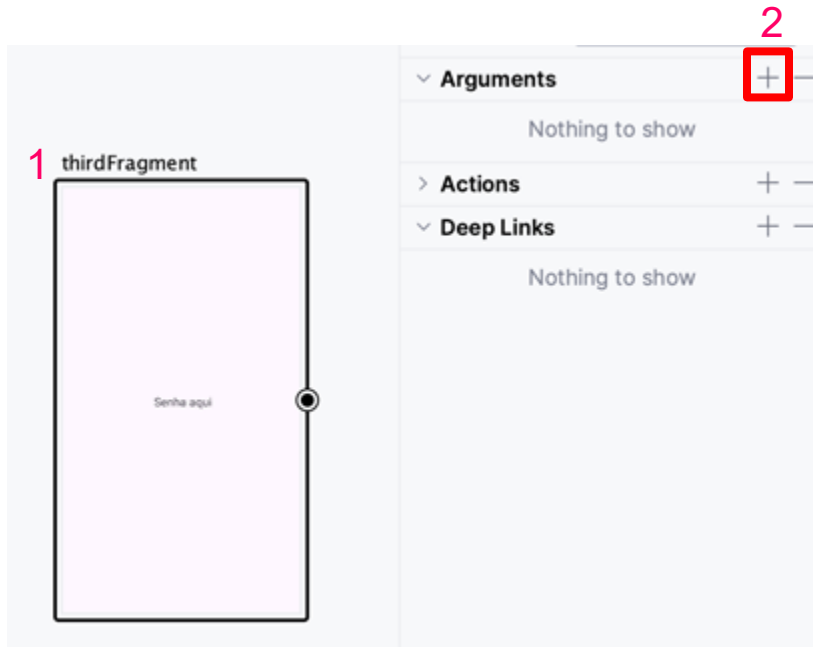 2
Arguments
Nothing to show
1 thirdFragment
Actions
Deep Links
Nothing to show
Senha aqui